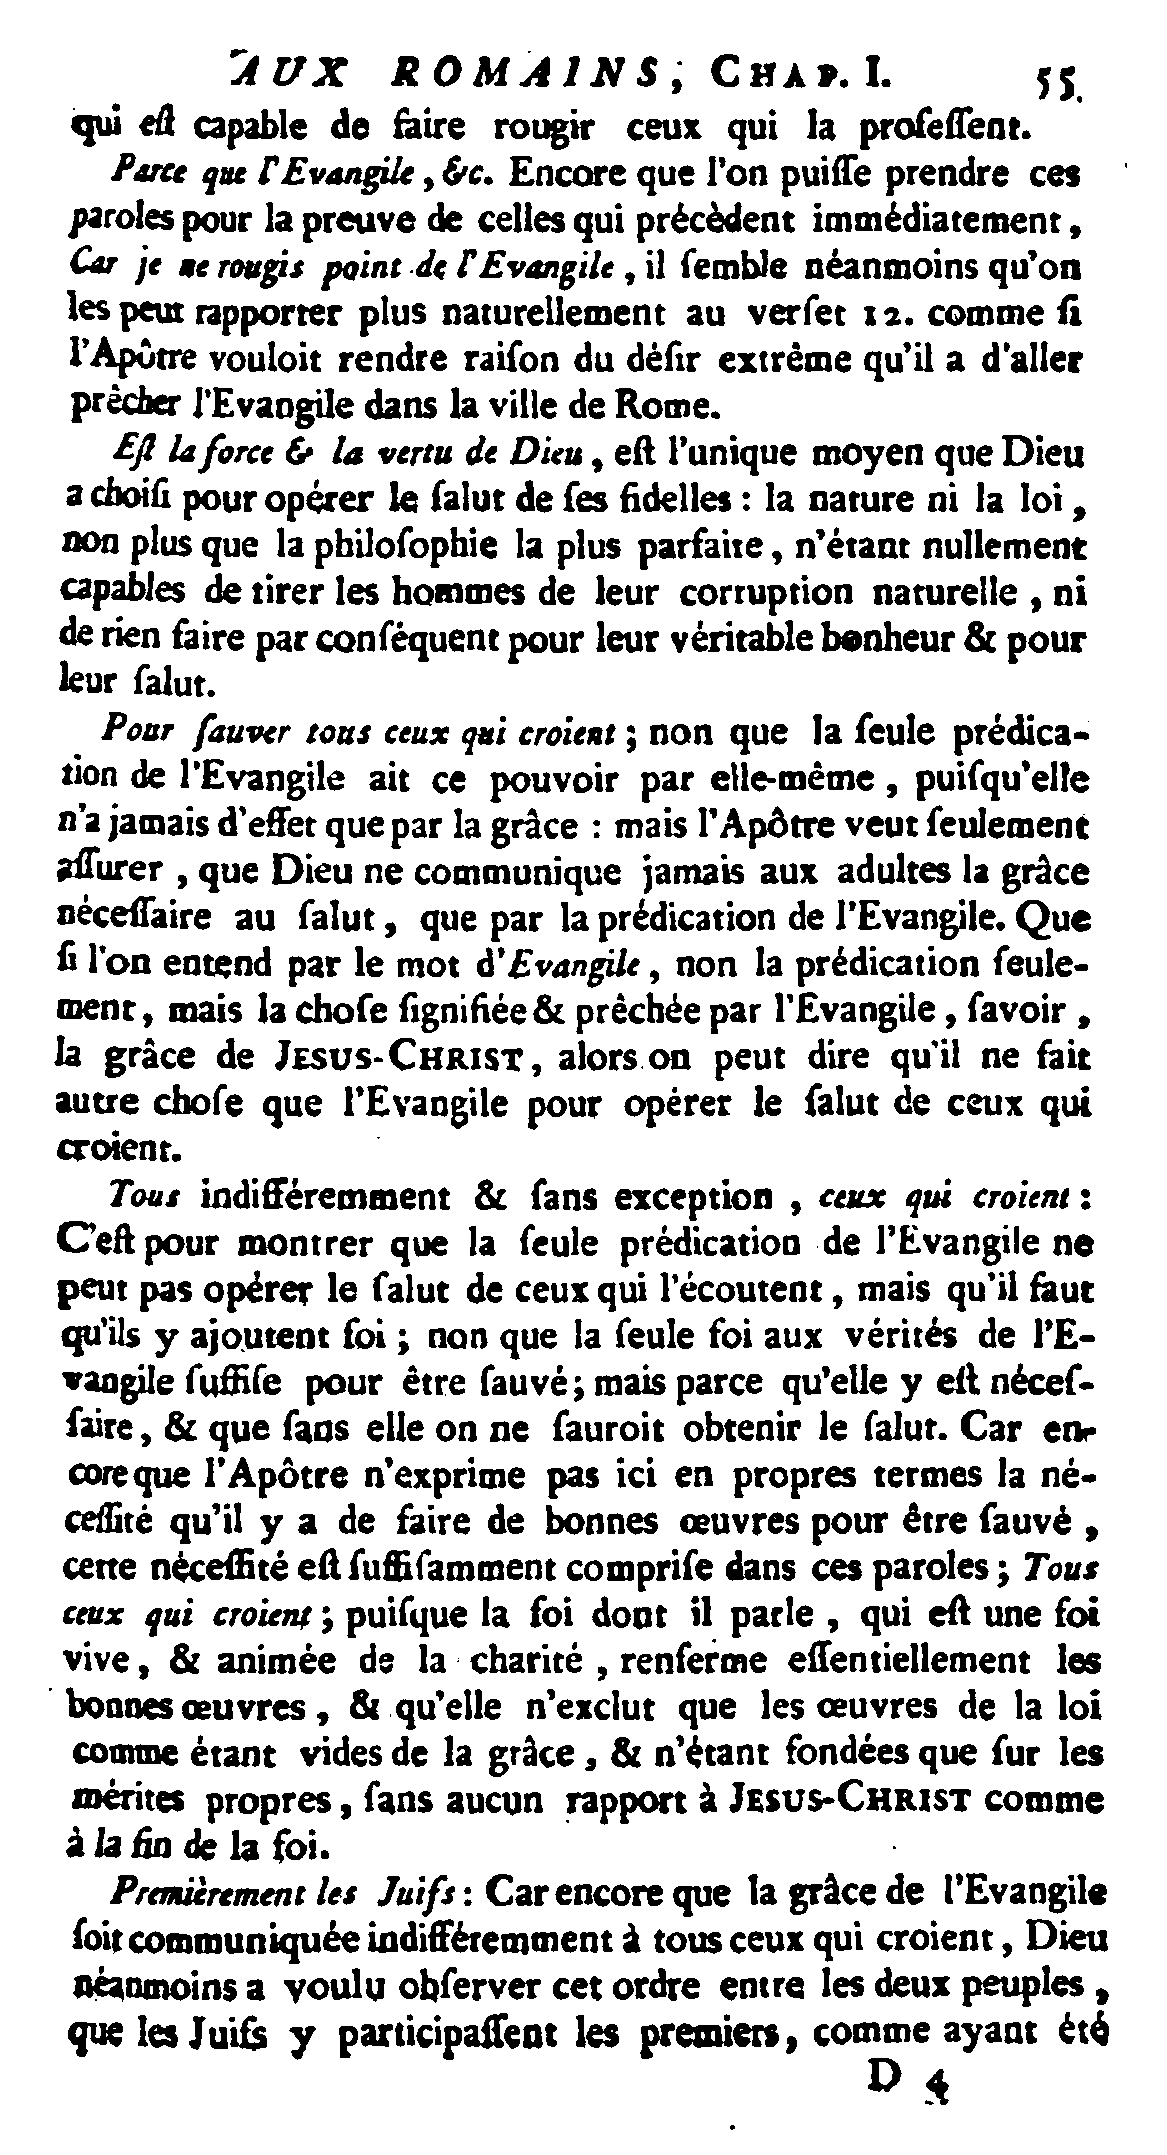 AUX ROMAINS, CHAP. I. 55.
qui eſt capable de faire rougir ceux qui la profeſſent.
Parce que l'Evangile, &c. Encore que l'on puiſſe prendre ces
paroles pour la preuve de celles qui précèdent immédiatement,
Car je ne rougis point de l'Evangile, il ſemble néanmoins qu'on
les peut rapporter plus naturellement au verſet 12. comme ſi
l'Apôtre vouloit rendre raiſon du déſir extrême qu'il a d'aller
prêcher l'Evangile dans la ville de Rome.
Eſt la force & la vertu de Dieu, eſt l'unique moyen que Dieu
a choiſi pour opérer le ſalut de ſes fidelles : la nature ni la loi,
non plus que la philoſophie la plus parfaite, n'étant nullement
capables de tirer les hommes de leur corruption naturelle, ni
de rien faire par conſéquent pour leur véritable bonheur & pour
leur ſalut.
Pour ſauver tous ceux qui croient ; non que la ſeule prédica-
tion de l'Evangile ait ce pouvoir par elle-même, puiſqu'elle
n'a jamais d'effet que par la grâce : mais l'Apôtre veut ſeulement
aſſurer, que Dieu ne communique jamais aux adultes la grâce
néceſſaire au ſalut, que par la prédication de l'Evangile. Que
ſi l'on entend par le mot d'Evangile, non la prédication ſeule-
ment, mais la choſe ſignifiée & prêchée par l'Evangile, ſavoir,
la grâce de JESUS-CHRIST, alors on peut dire qu'il ne fait
autre choſe que l'Evangile pour opérer le ſalut de ceux qui
croient.
Tous indifféremment & ſans exception, ceux qui croient :
C'eſt pour montrer que la ſeule prédication de l'Evangile ne
peut pas opérer le ſalut de ceux qui l'écoutent, mais qu'il faut
qu'ils y ajoutent foi ; non que la ſeule foi aux vérités de l'E-
vangile ſuffiſe pour être ſauvé ; mais parce qu'elle y eſt néceſ-
ſaire, & que ſans elle on ne ſauroit obtenir le ſalut. Car en-
core que l'Apôtre n'exprime pas ici en propres termes la né-
ceſſité qu'il y a de faire de bonnes œuvres pour être ſauvé,
cette néceſſité eſt ſuffiſamment compriſe dans ces paroles ; Tous
ceux qui croient ; puiſque la foi dont il parle, qui eſt une foi
vive, & animée de la charité, renferme eſſentiellement les
bonnes œuvres, & qu'elle n'exclut que les œuvres de la loi
comme étant vides de la grâce, & n'étant fondées que ſur les
mérites propres, ſans aucun rapport à JESUS-CHRIST comme
à la fin de la foi.
Premièrement les Juifs : Car encore que la grâce de l'Evangile
ſoit communiquée indifféremment à tous ceux qui croient, Dieu
néanmoins a voulu obſerver cet ordre entre les deux peuples,
que les Juifs y participaſſent les premiers, comme ayant été
D 4